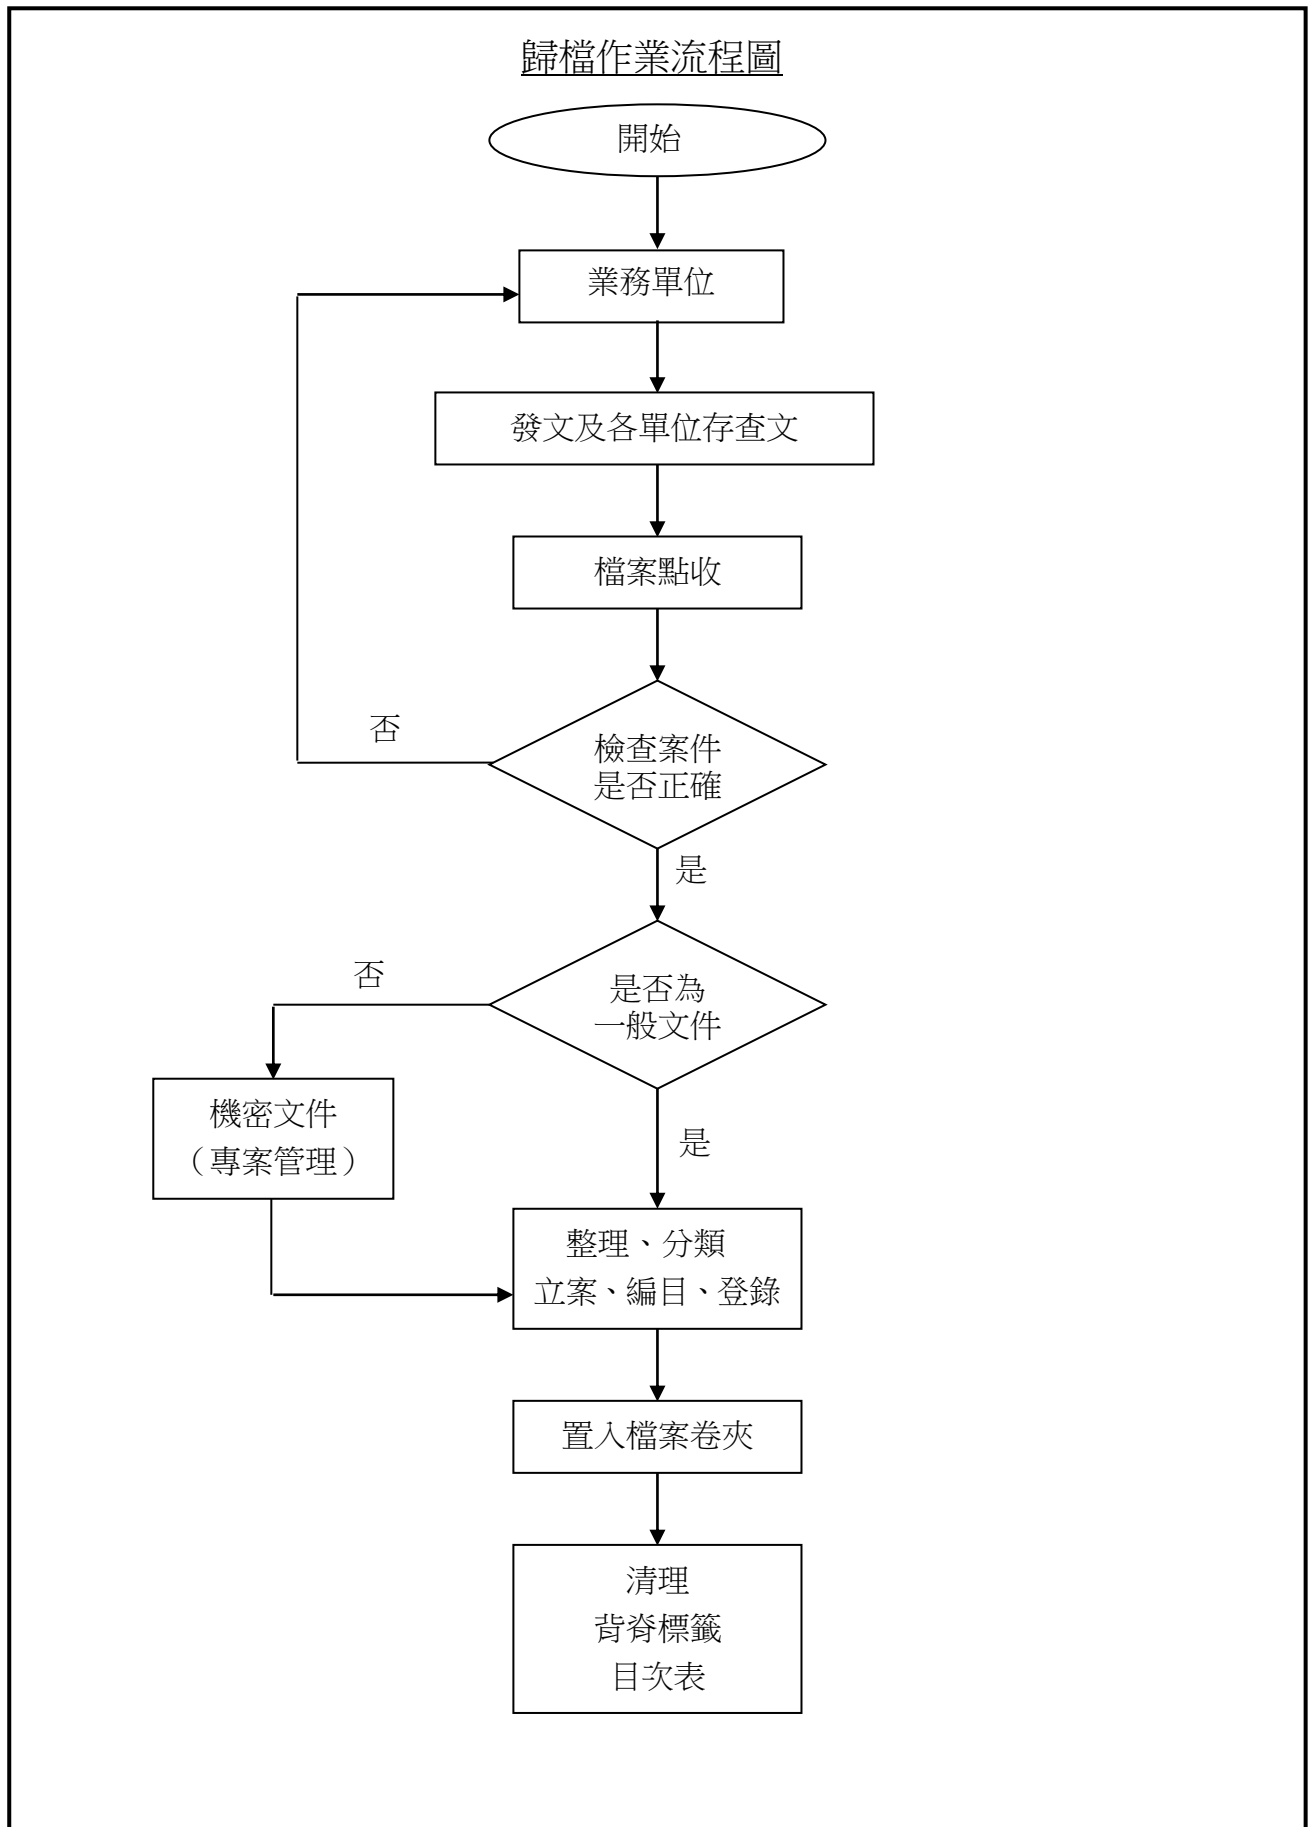 歸檔作業流程圖
開始
業務單位
發文及各單位存查文
檔案點收
否
檢查案件
是否正確
是
否
是否為
一般文件
機密文件
（專案管理）
是
整理、分類
立案、編目、登錄
置入檔案卷夾
清理
背脊標籤
目次表